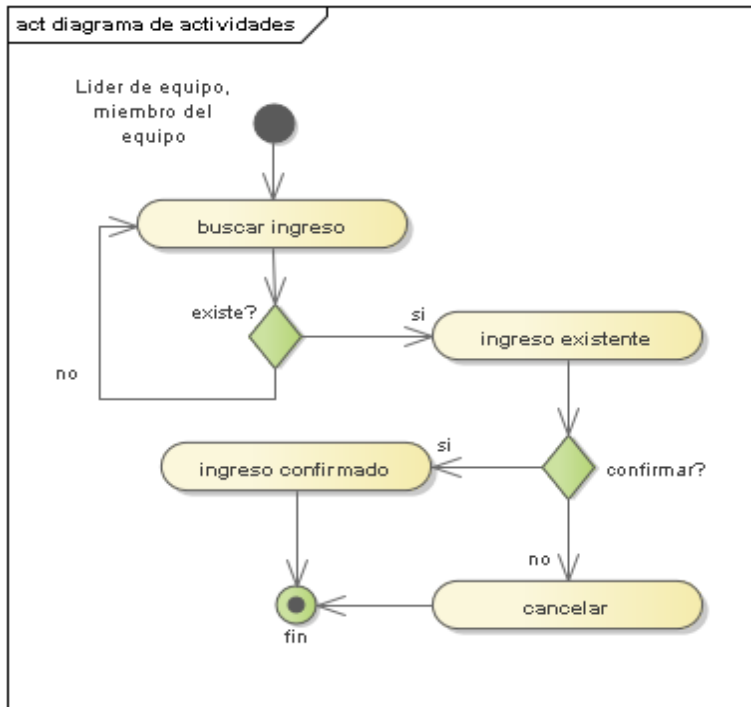 act diagrama de actividades
Lider de equipo,
miembro del
equipo
buscar ingreso
existe?
si
ingreso existente
no
si
ingreso confirmado
confirmar?
no
cancelar
fin